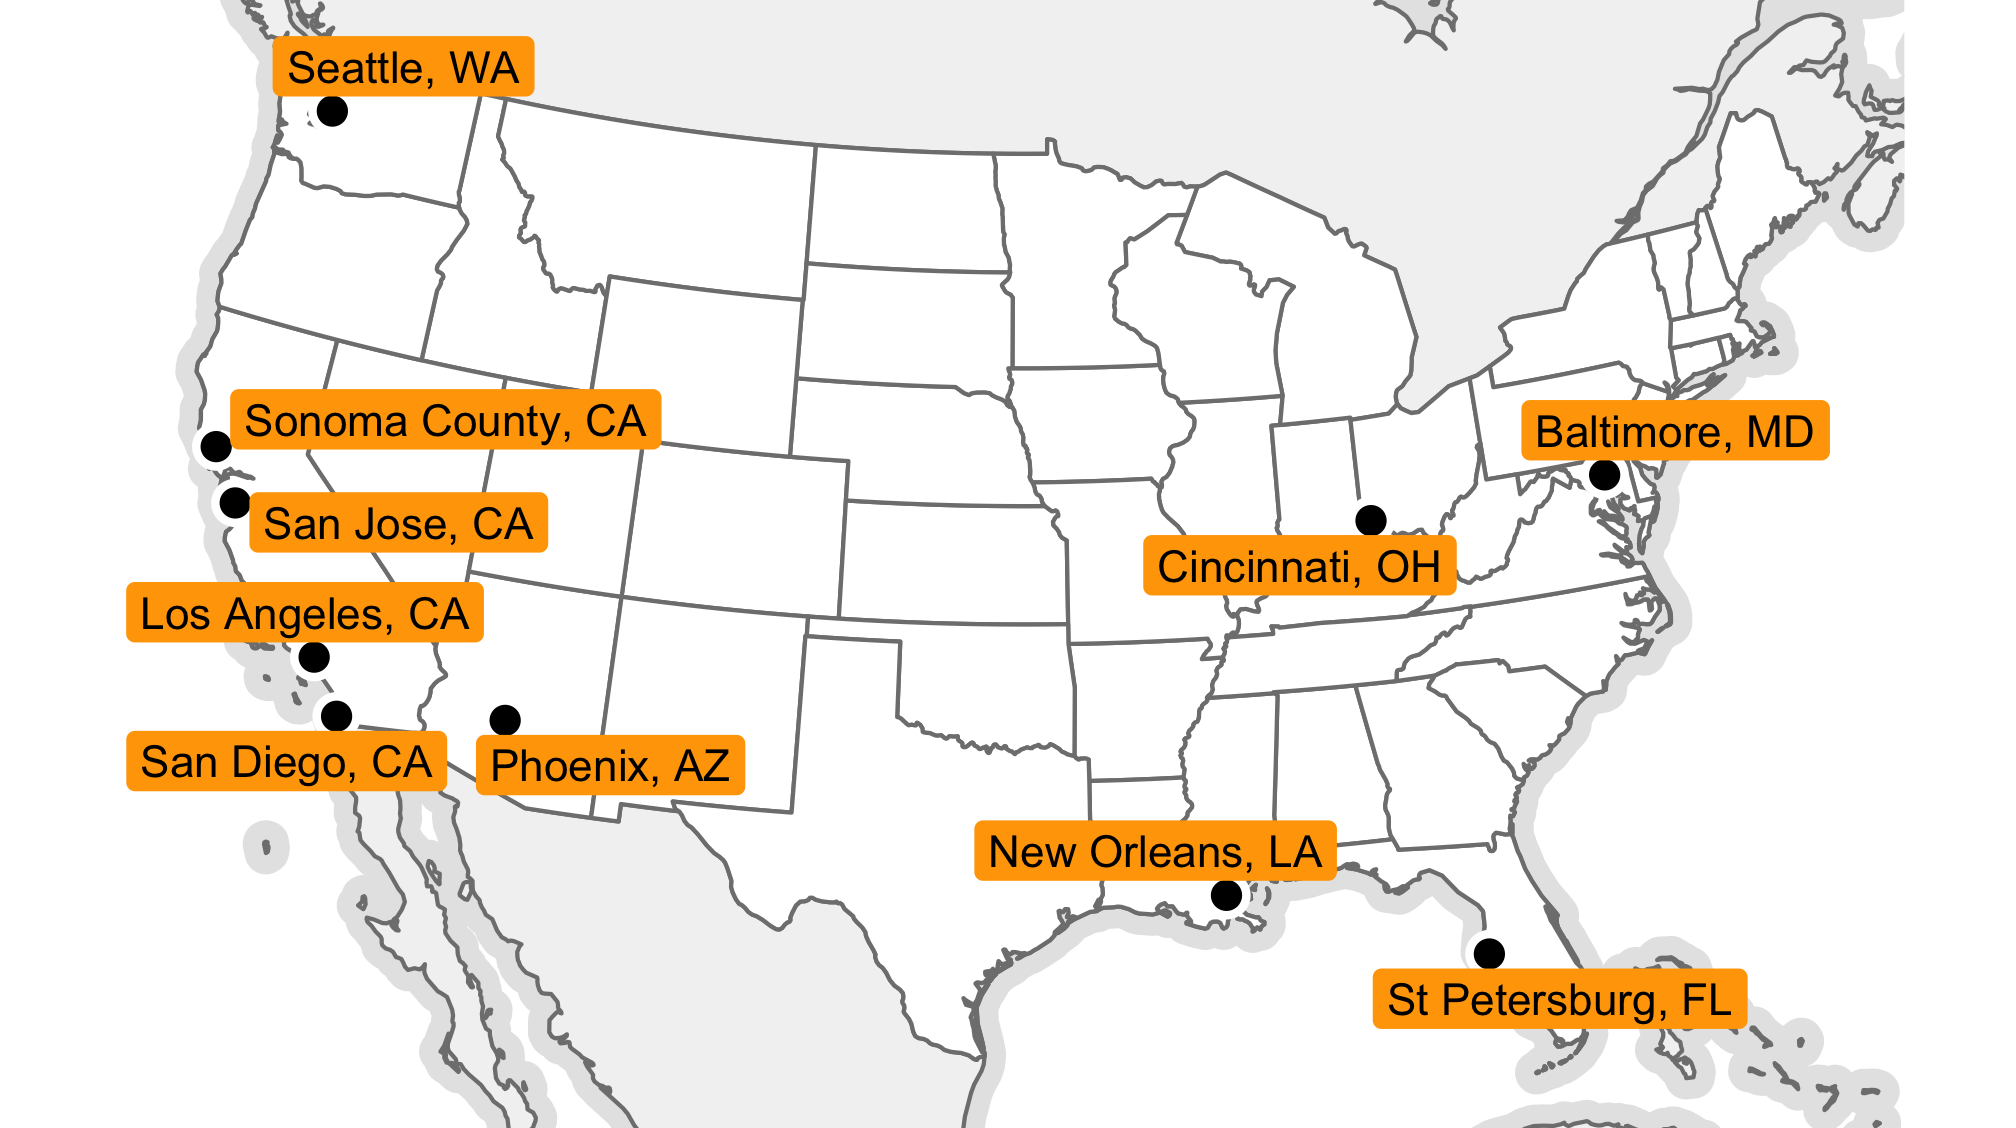 Seattle, WA
Sonoma County, CA
Baltimore, MD
San Jose, CA
Cincinnati, OH
Los Angeles, CA
San Diego, CA
Phoenix, AZ
New Orleans, LA
St Petersburg, FL